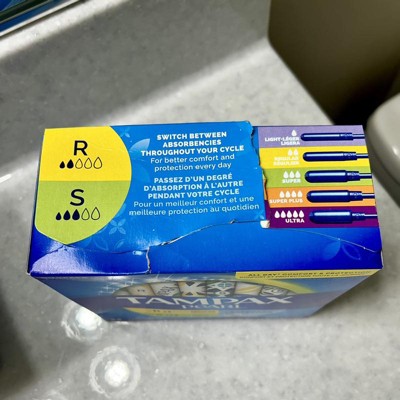 R
S
SWITCH BETWEEN
ABSORBENCIES
THROUGHOUT YOUR CYCLE
For better comfort and
protection every day
PASSEZ D'UN DEGRÉ
D'ABSORPTION À L'AUTRE
PENDANT VOTRE CYCLE
Pour un meilleur confort et une
meilleure protection au quotidien
LIGHT-LÉGER
LIGERA
REGULAR
SUPER
SUPER PLUS
ULTRA
TAMPAX
pearl